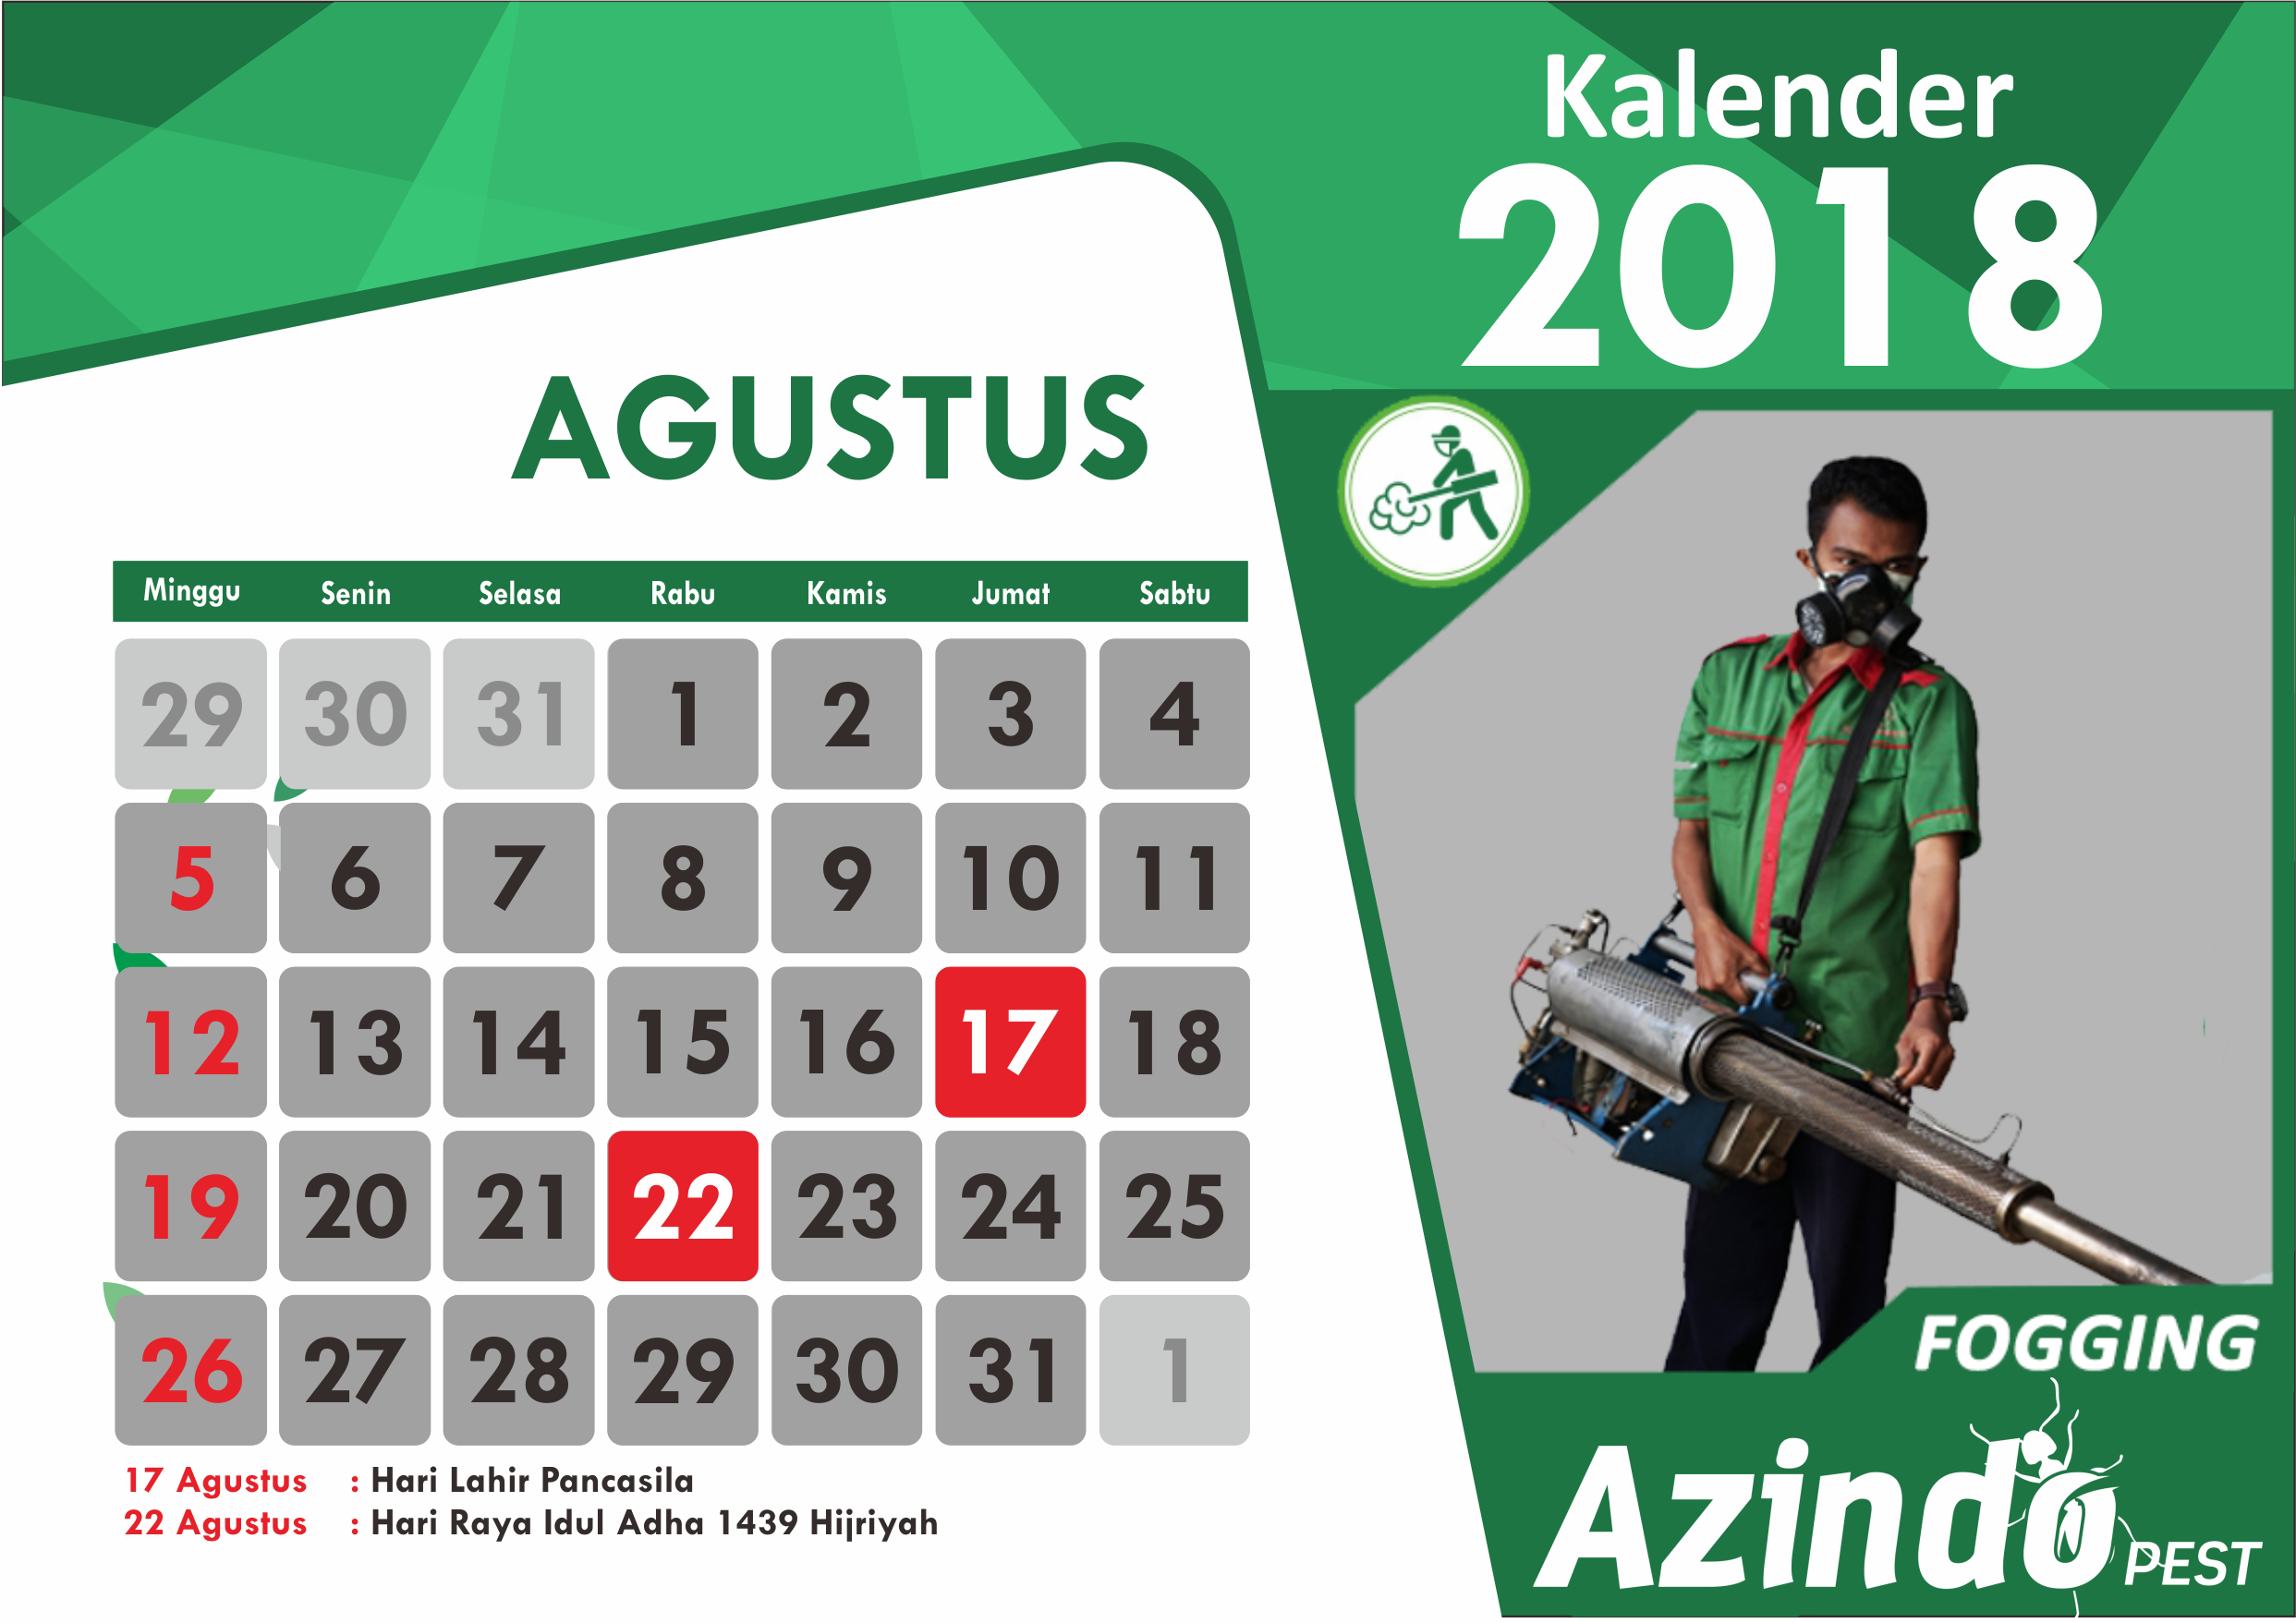 Kalender
2018
AGUSTUS
Minggu Senin Selasa Rabu Kamis Jumat Sabtu
29 30 31 1 2 3 4
5 6 7 8 9 10 11
12 13 14 15 16 17 18
19 20 21 22 23 24 25
26 27 28 29 30 31 1
17 Agustus : Hari Lahir Pancasila
22 Agustus : Hari Raya Idul Adha 1439 Hijriyah
FOGGING
Azindo
PEST